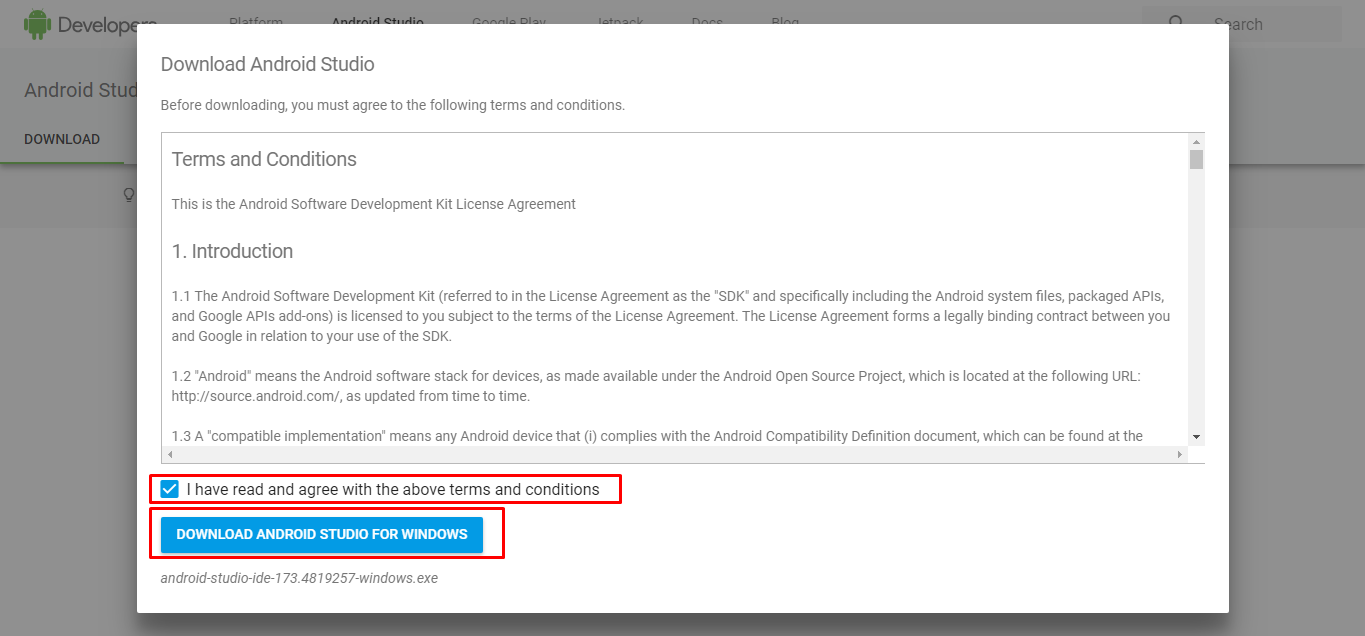 Developers Platform Android Studio Google Play Jetpack Docs Blog Search
Android Stud
DOWNLOAD
Download Android Studio
Before downloading, you must agree to the following terms and conditions.
Terms and Conditions
This is the Android Software Development Kit License Agreement
1. Introduction
1.1 The Android Software Development Kit (referred to in the License Agreement as the "SDK" and specifically including the Android system files, packaged APIs,
and Google APIs add-ons) is licensed to you subject to the terms of the License Agreement. The License Agreement forms a legally binding contract between you
and Google in relation to your use of the SDK.
1.2 "Android" means the Android software stack for devices, as made available under the Android Open Source Project, which is located at the following URL:
http://source.android.com/, as updated from time to time.
1.3 A "compatible implementation" means any Android device that (i) complies with the Android Compatibility Definition document, which can be found at the
I have read and agree with the above terms and conditions
DOWNLOAD ANDROID STUDIO FOR WINDOWS
android-studio-ide-173.4819257-windows.exe